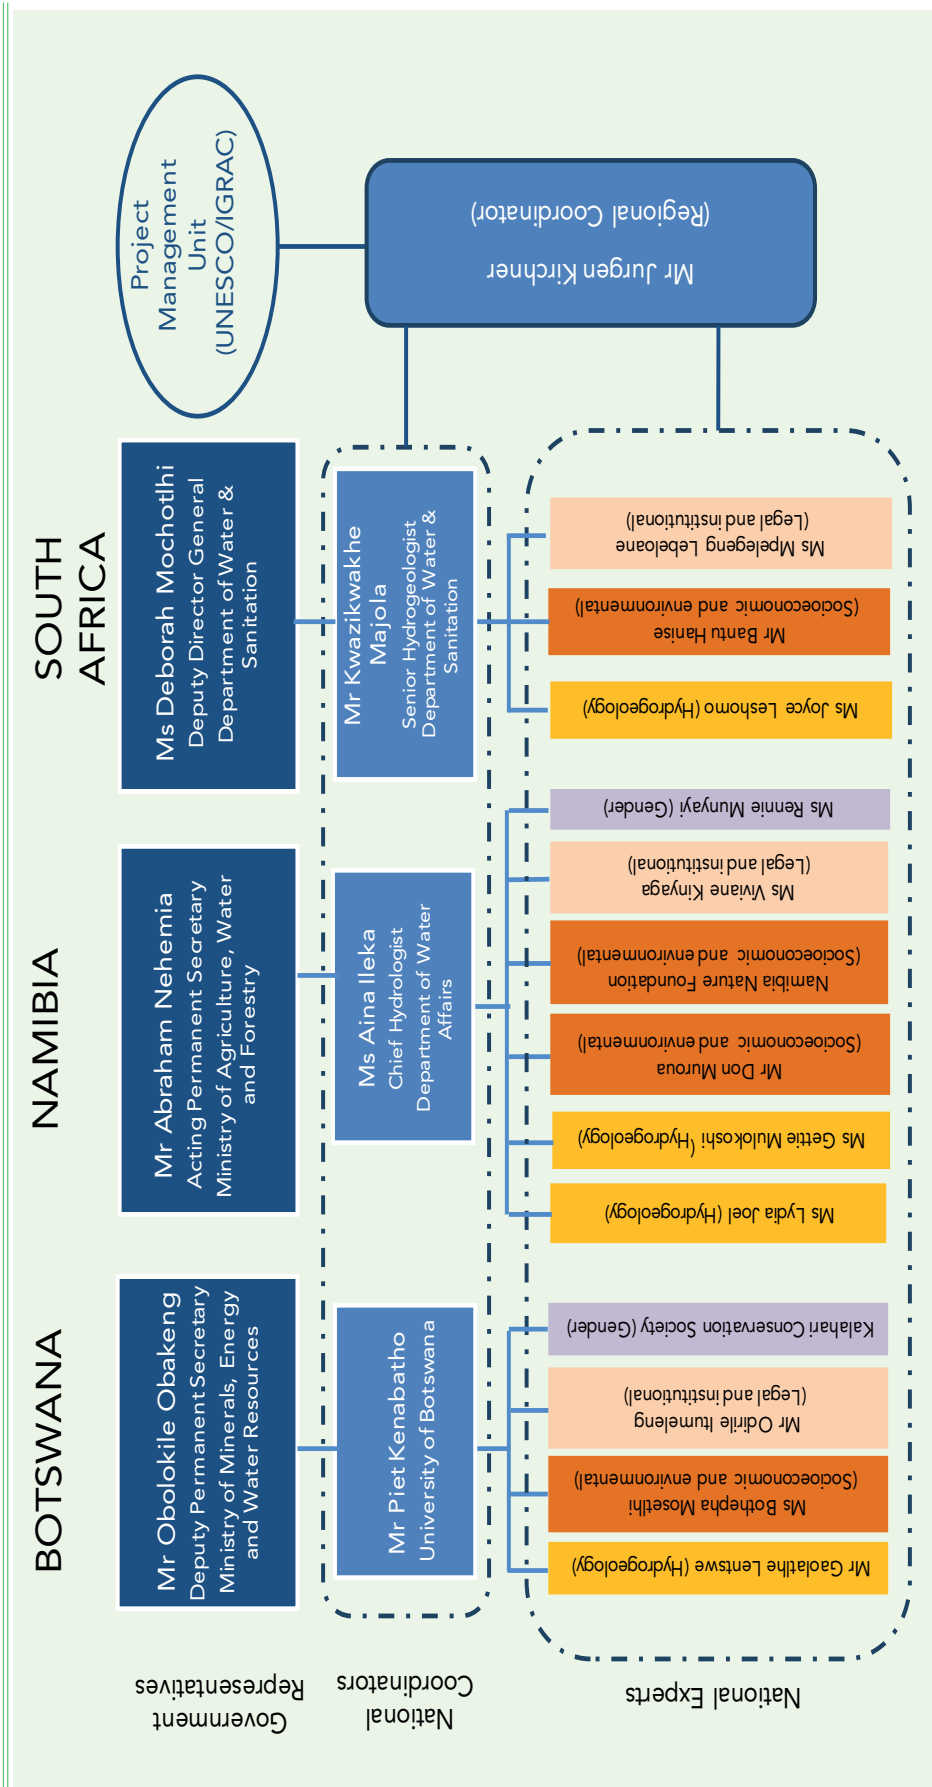 BOTSWANA
NAMIBIA
SOUTH
AFRICA
Government
Representatives
Mr Obolokile Obakeng
Deputy Permanent Secretary
Ministry of Minerals, Energy
and Water Resources
Mr Abraham Nehemia
Acting Permanent Secretary
Ministry of Agriculture, Water
and Forestry
Ms Deborah Mochotlhi
Deputy Director General
Department of Water &
Sanitation
Project
Management
Unit
(UNESCO/IGRAC)
National
Coordinators
Mr Piet Kenabatho
University of Botswana
Ms Aina Ileka
Chief Hydrologist
Department of Water
Affairs
Mr Kwazikwakhe
Majola
Senior Hydrogeologist
Department of Water &
Sanitation
Mr Jurgen Kirchner
(Regional Coordinator)
National Experts
Mr Gaolatlhe Lentswe (Hydrogeology)
Ms Bothepha Mosetlhi
(Socioeconomic and environmental)
Mr Odirile Itumeleng
(Legal and institutional)
Kalahari Conservation Society (Gender)
Ms Lydia Joel (Hydrogeology)
Ms Gettie Mulokoshi (Hydrogeology)
Mr Don Muroua
(Socioeconomic and environmental)
Namibia Nature Foundation
(Socioeconomic and environmental)
Ms Viviane Kinyaga
(Legal and institutional)
Ms Rennie Munyayi (Gender)
Ms Joyce Leshomo (Hydrogeology)
Mr Bantu Hanise
(Socioeconomic and environmental)
Ms Mpelegeng Lebeloane
(Legal and institutional)